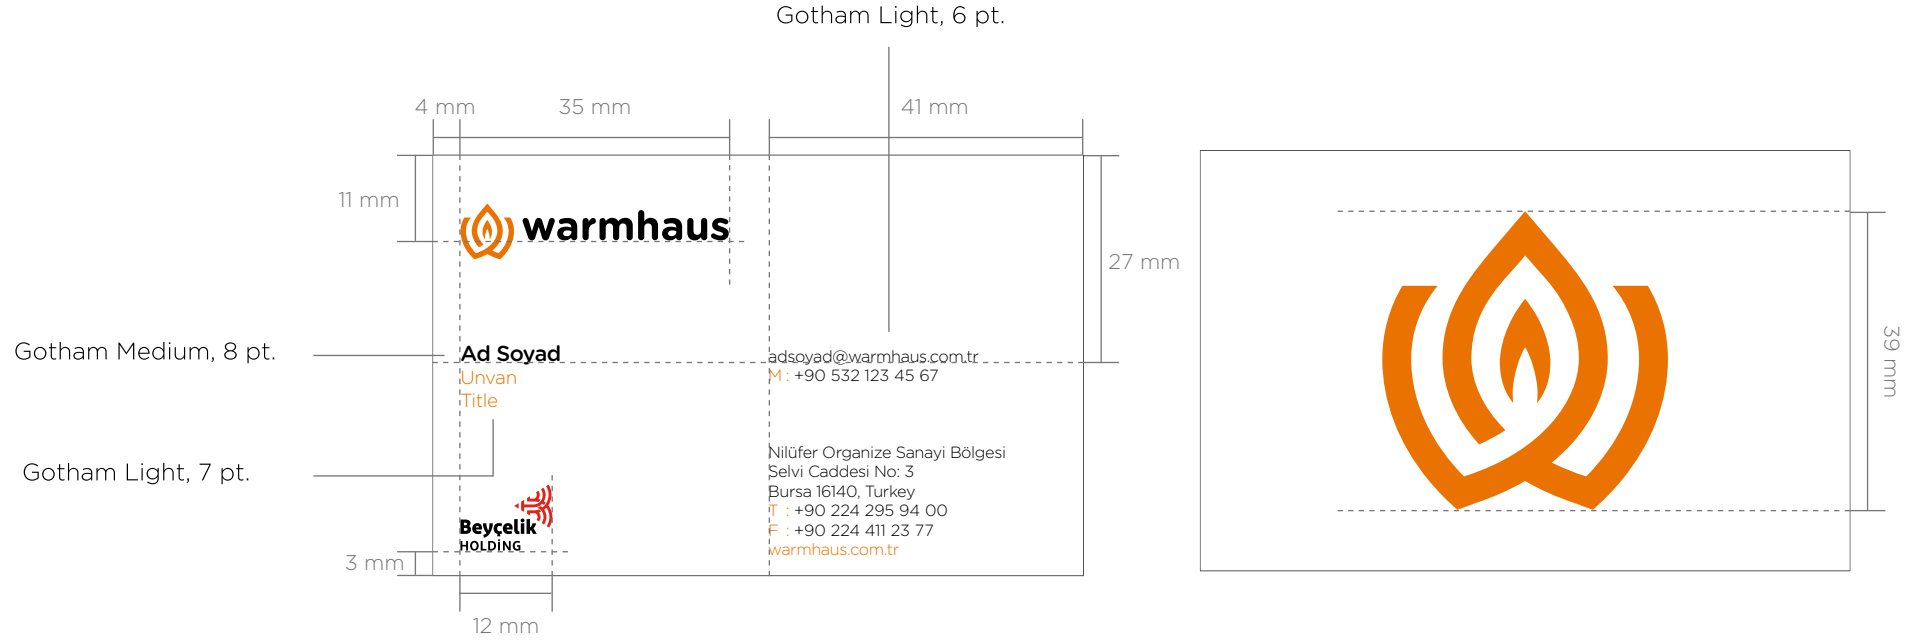 Gotham Light, 6 pt.
4 mm
35 mm
41 mm
11 mm
warmhaus
27 mm
Gotham Medium, 8 pt.
Ad Soyad
Unvan
Title
adsoyad@warmhaus.com.tr
M : +90 532 123 45 67
39 mm
Gotham Light, 7 pt.
Nilüfer Organize Sanayi Bölgesi
Selvi Caddesi No: 3
Bursa 16140, Turkey
T : +90 224 295 94 00
F : +90 224 411 23 77
warmhaus.com.tr
Beyçelik
HOLDİNG
3 mm
12 mm